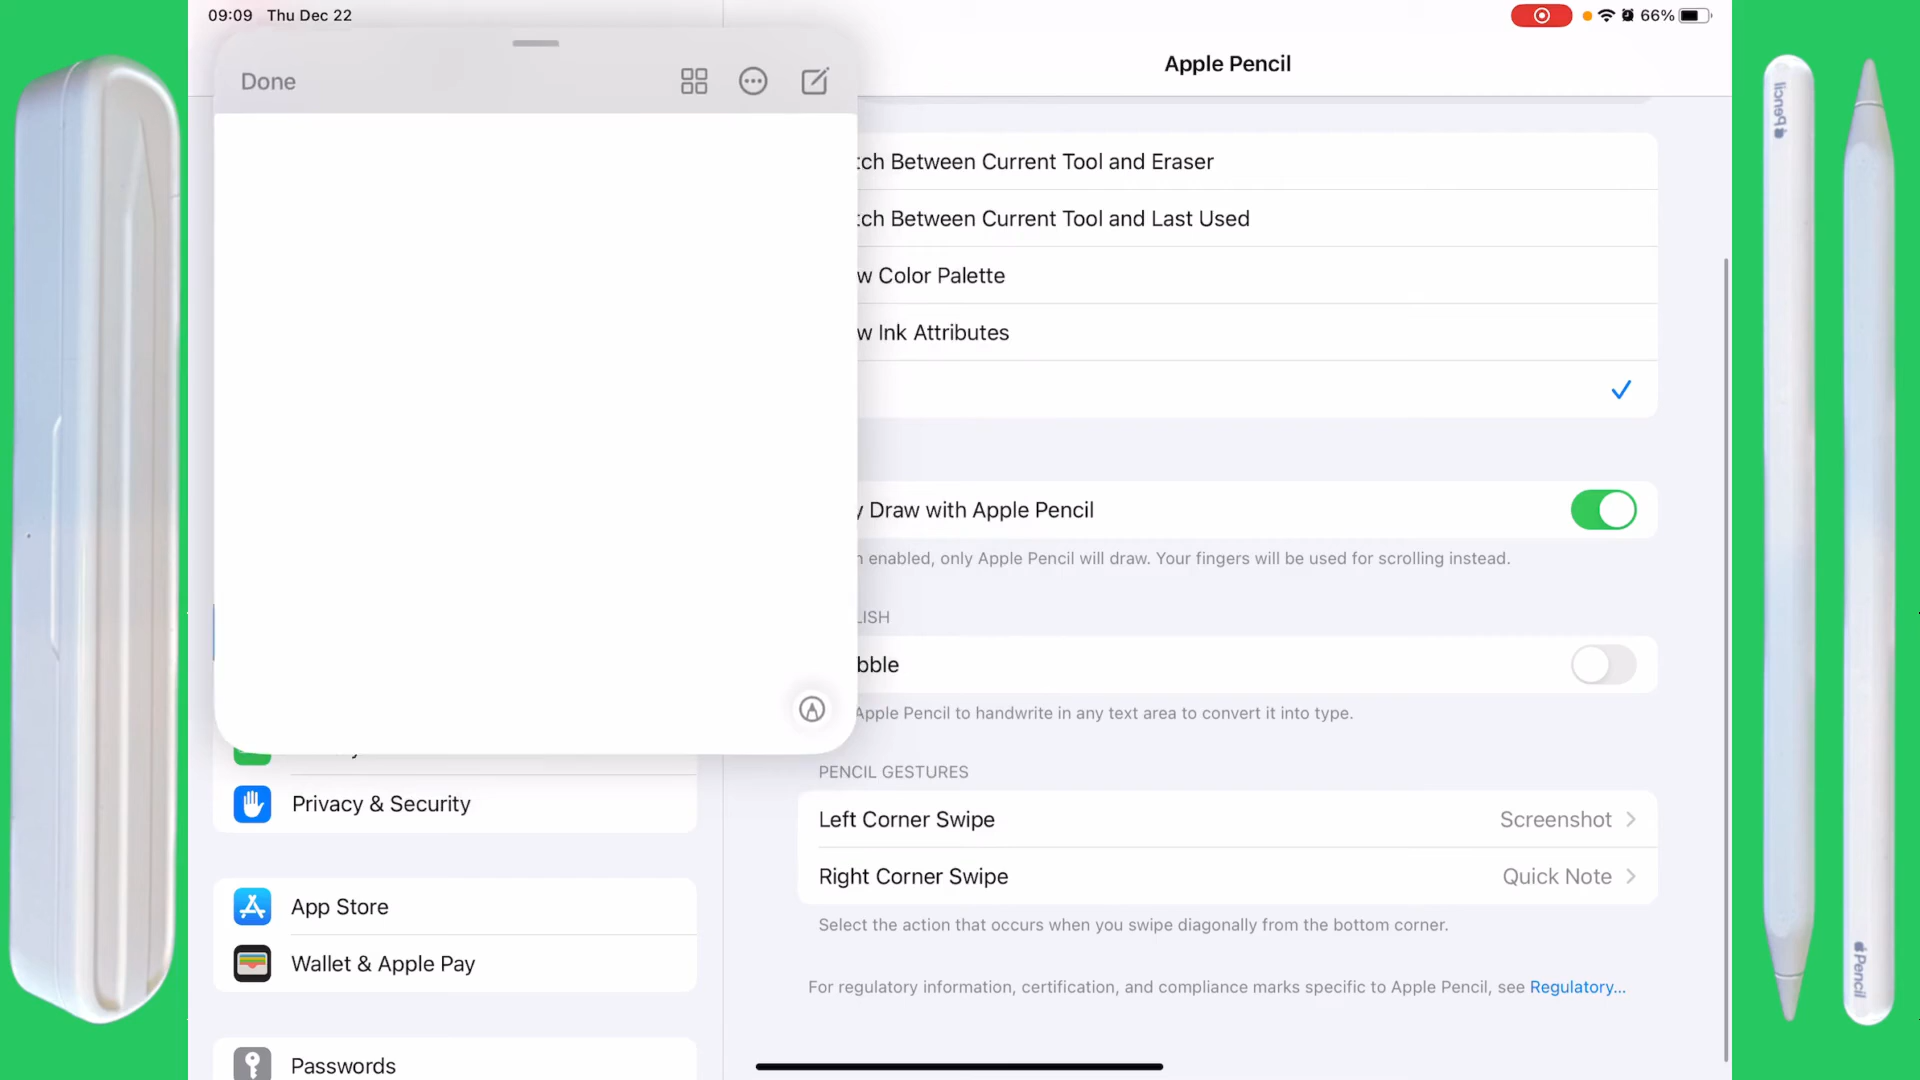 09:09 Thu Dec 22
66%
Done
Apple Pencil
tch Between Current Tool and Eraser
tch Between Current Tool and Last Used
w Color Palette
w Ink Attributes
y Draw with Apple Pencil
n enabled, only Apple Pencil will draw. Your fingers will be used for scrolling instead.
LISH
bble
Apple Pencil to handwrite in any text area to convert it into type.
PENCIL GESTURES
Left Corner Swipe Screenshot
Right Corner Swipe Quick Note
Select the action that occurs when you swipe diagonally from the bottom corner.
For regulatory information, certification, and compliance marks specific to Apple Pencil, see Regulatory...
Privacy & Security
App Store
Wallet & Apple Pay
Passwords
Pencil
Pencil